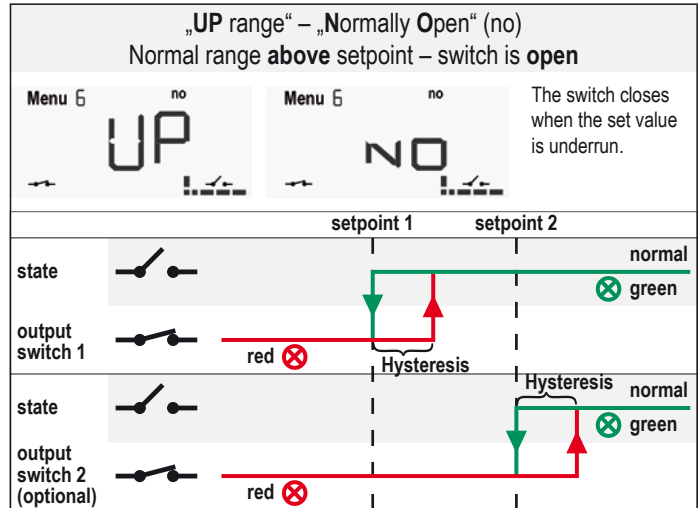 „UP range“ – „Normally Open“ (no)
Normal range above setpoint – switch is open
Menu 6 no
UP
Menu 6 no
NO
The switch closes
when the set value
is underrun.
setpoint 1 setpoint 2
state
normal
green
output
switch 1
red
Hysteresis
Hysteresis
state
normal
green
output
switch 2
(optional)
red